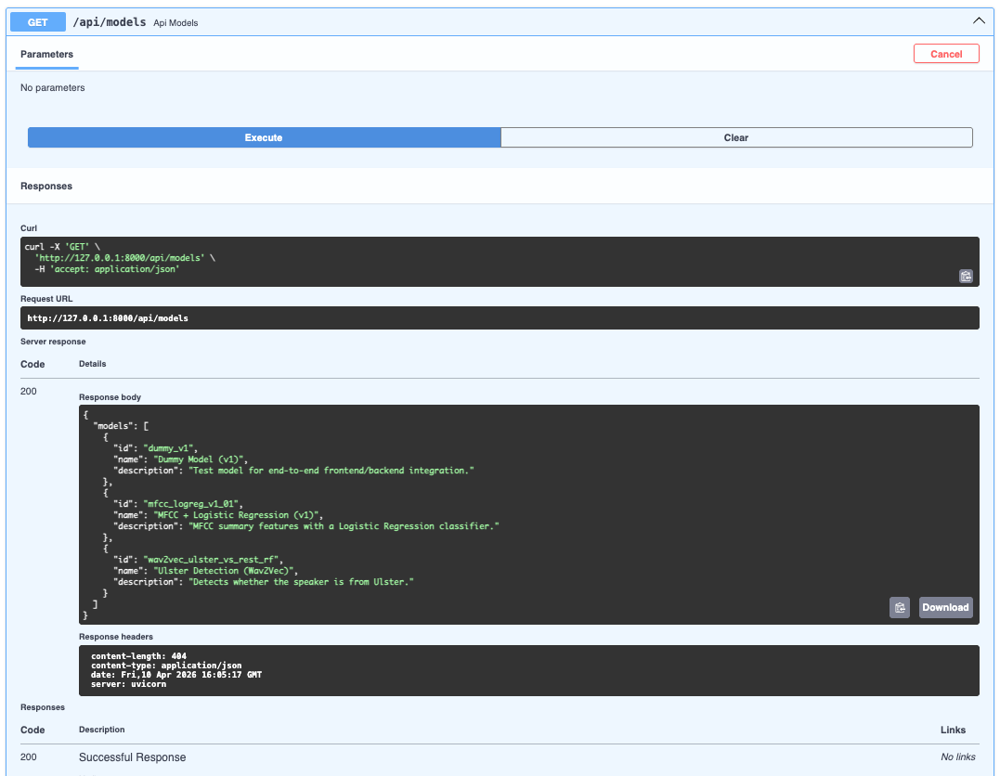 GET /api/models Api Models
Parameters Cancel
No parameters
Execute Clear
Responses
Curl
curl -X 'GET' \
  'http://127.0.0.1:8000/api/models' \
  -H 'accept: application/json'
Request URL
http://127.0.0.1:8000/api/models
Server response
Code Details
200
Response body
{
  "models": [
    {
      "id": "dummy_v1",
      "name": "Dummy Model (v1)",
      "description": "Test model for end-to-end frontend/backend integration."
    },
    {
      "id": "mfcc_logreg_v1_01",
      "name": "MFCC + Logistic Regression (v1)",
      "description": "MFCC summary features with a Logistic Regression classifier."
    },
    {
      "id": "wav2vec_ulster_vs_rest_rf",
      "name": "Ulster Detection (Wav2Vec)",
      "description": "Detects whether the speaker is from Ulster."
    }
  ]
}
Download
Response headers
content-length: 404
content-type: application/json
date: Fri,10 Apr 2026 16:05:17 GMT
server: uvicorn
Responses
Code Description Links
200 Successful Response No links